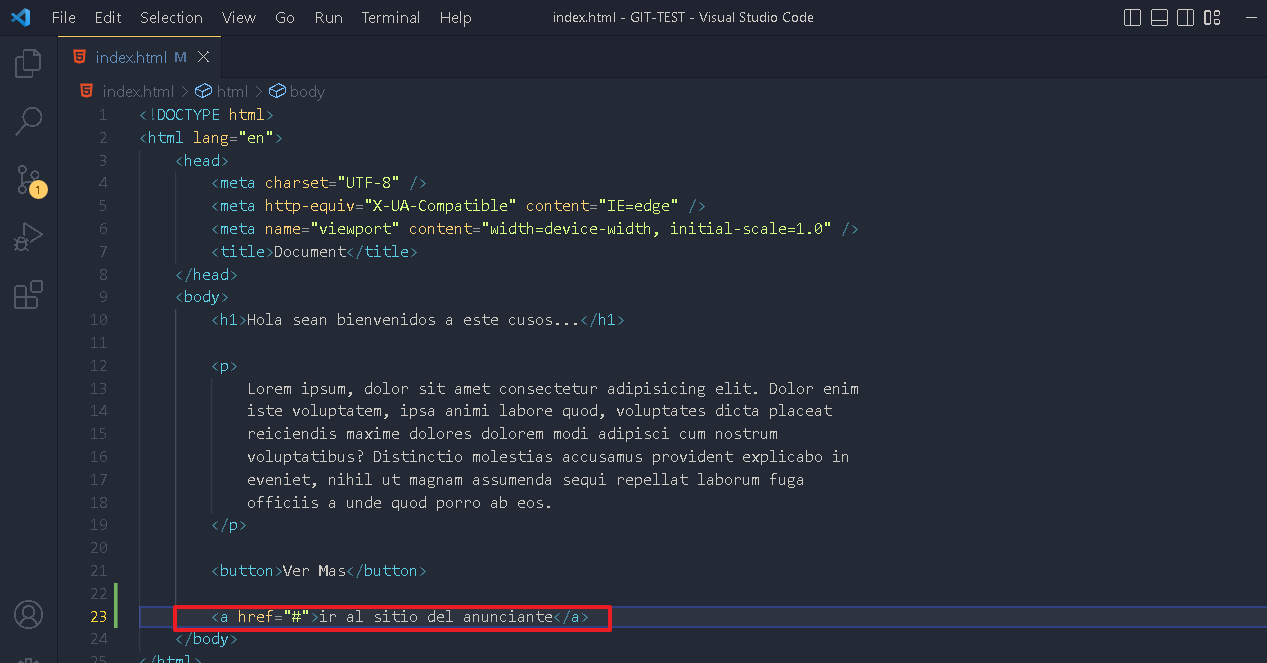 File Edit Selection View Go Run Terminal Help index.html - GIT-TEST - Visual Studio Code
index.html M
index.html > html > body
1 <!DOCTYPE html>
2 <html lang="en">
3 <head>
4 <meta charset="UTF-8" />
5 <meta http-equiv="X-UA-Compatible" content="IE=edge" />
6 <meta name="viewport" content="width=device-width, initial-scale=1.0" />
7 <title>Document</title>
8 </head>
9 <body>
10 <h1>Hola sean bienvenidos a este cusos...</h1>
11
12 <p>
13 Lorem ipsum, dolor sit amet consectetur adipisicing elit. Dolor enim
14 iste voluptatem, ipsa animi labore quod, voluptates dicta placeat
15 reiciendis maxime dolores dolorem modi adipisci cum nostrum
16 voluptatibus? Distinctio molestias accusamus provident explicabo in
17 eveniet, nihil ut magnam assumenda sequi repellat laborum fuga
18 officiis a unde quod porro ab eos.
19 </p>
20
21 <button>Ver Mas</button>
22
23 <a href="#">ir al sitio del anunciante</a>
24 </body>
25 </html>
1